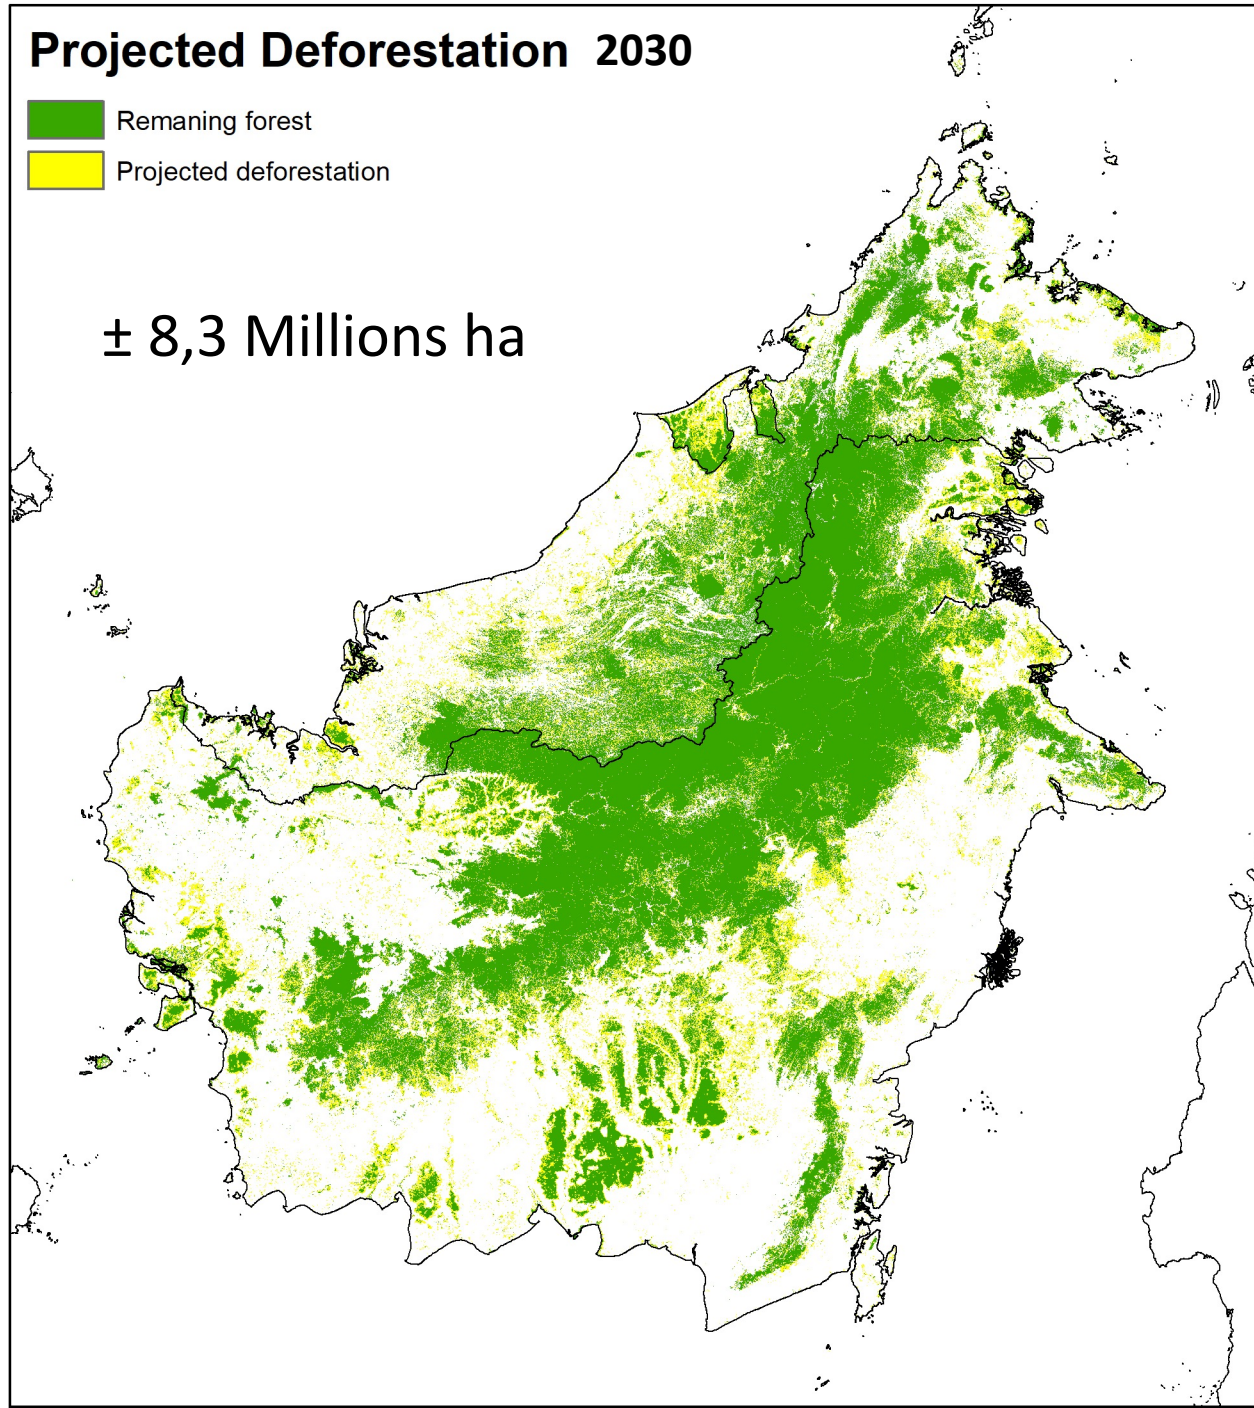 Projected Deforestation 2030
Remaning forest
Projected deforestation
± 8,3 Millions ha